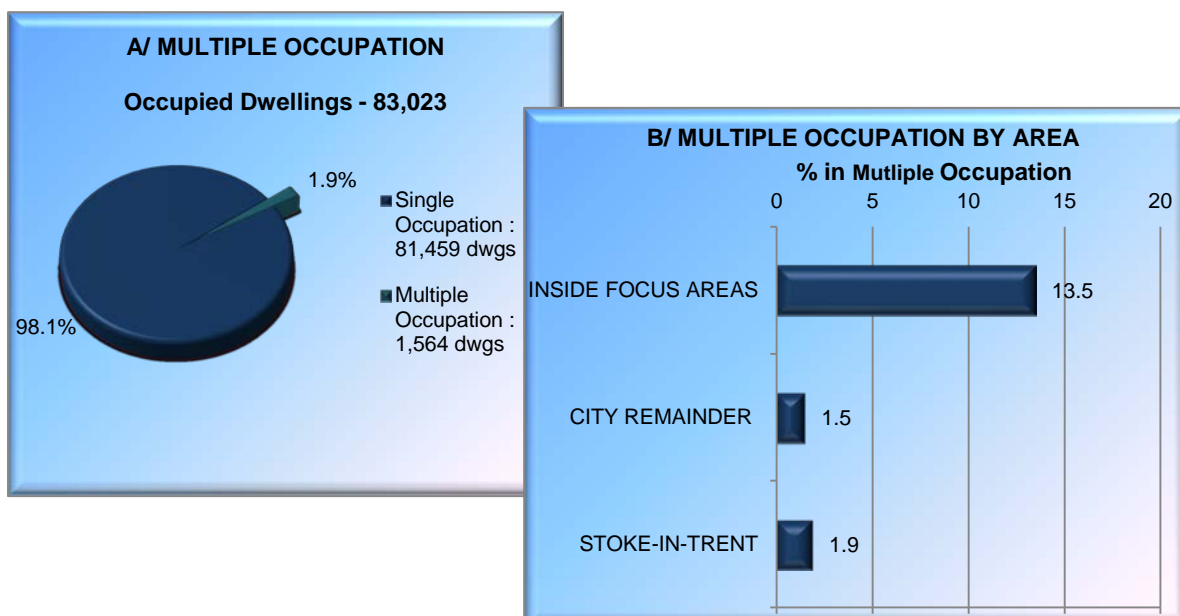 A/ MULTIPLE OCCUPATION
Occupied Dwellings - 83,023
1.9%
98.1%
Single
Occupation :
81,459 dwgs
Multiple
Occupation :
1,564 dwgs
B/ MULTIPLE OCCUPATION BY AREA
% in Mutliple Occupation
0 5 10 15 20
INSIDE FOCUS AREAS 13.5
CITY REMAINDER 1.5
STOKE-IN-TRENT 1.9